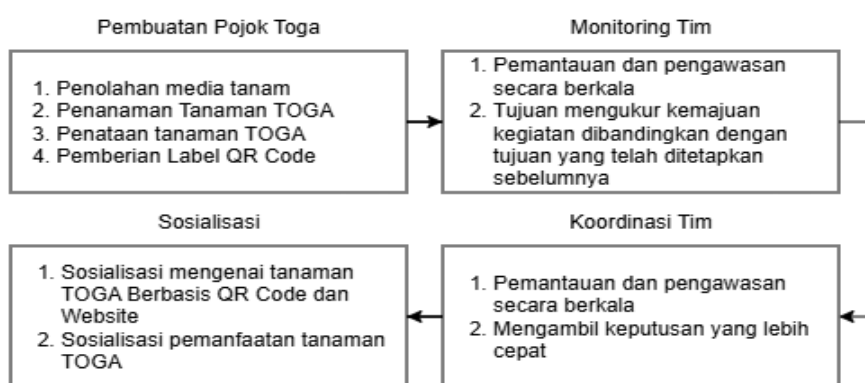 Pembuatan Pojok Toga
1. Penolahan media tanam
2. Penanaman Tanaman TOGA
3. Penataan tanaman TOGA
4. Pemberian Label QR Code
Monitoring Tim
1. Pemantauan dan pengawasan
secara berkala
2. Tujuan mengukur kemajuan
kegiatan dibandingkan dengan
tujuan yang telah ditetapkan
sebelumnya
Sosialisasi
1. Sosialisasi mengenai tanaman
TOGA Berbasis QR Code dan
Website
2. Sosialisasi pemanfaatan tanaman
TOGA
Koordinasi Tim
1. Pemantauan dan pengawasan
secara berkala
2. Mengambil keputusan yang lebih
cepat